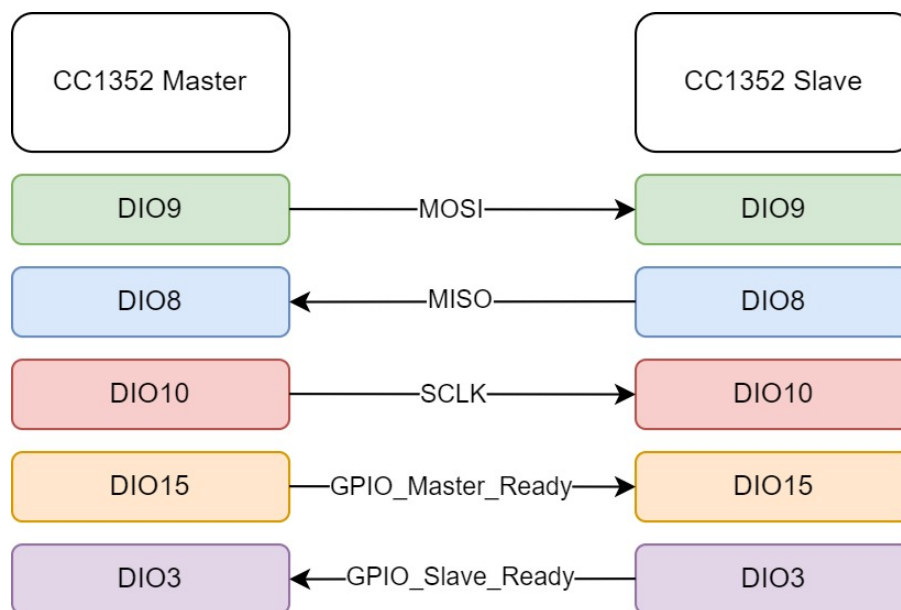 CC1352 Master
CC1352 Slave
DIO9
MOSI
DIO9
DIO8
MISO
DIO8
DIO10
SCLK
DIO10
DIO15
GPIO_Master_Ready
DIO15
DIO3
GPIO_Slave_Ready
DIO3